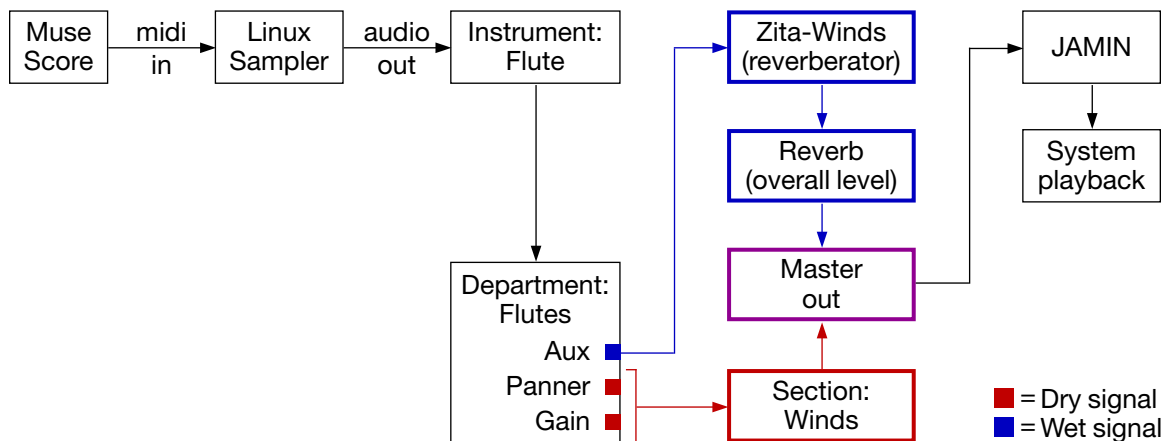 Muse
Score
midi
in
Linux
Sampler
audio
out
Instrument:
Flute
Zita-Winds
(reverberator)
JAMIN
Reverb
(overall level)
System
playback
Department:
Flutes
Aux
Panner
Gain
Master
out
Section:
Winds
= Dry signal
= Wet signal